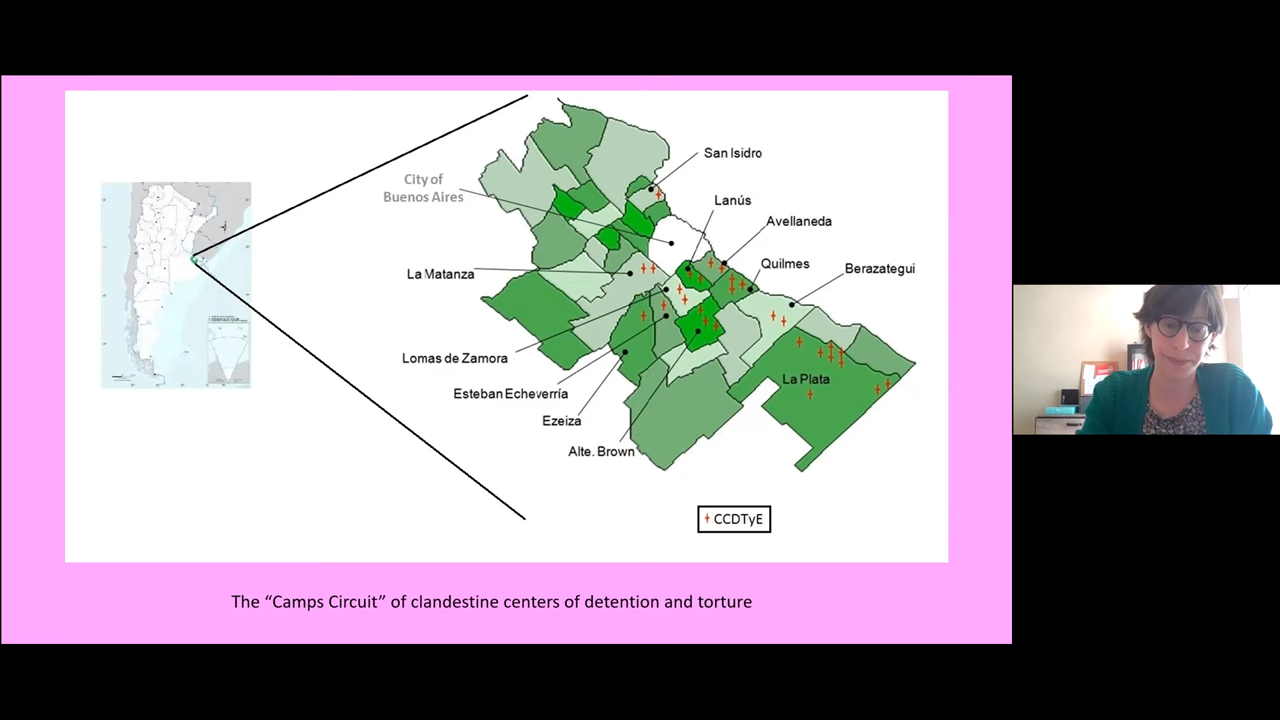 San Isidro
City of
Buenos Aires
Lanús
Avellaneda
Quilmes
Berazategui
La Matanza
Lomas de Zamora
La Plata
Esteban Echeverría
Ezeiza
Alte. Brown
CCDTyE
The “Camps Circuit” of clandestine centers of detention and torture